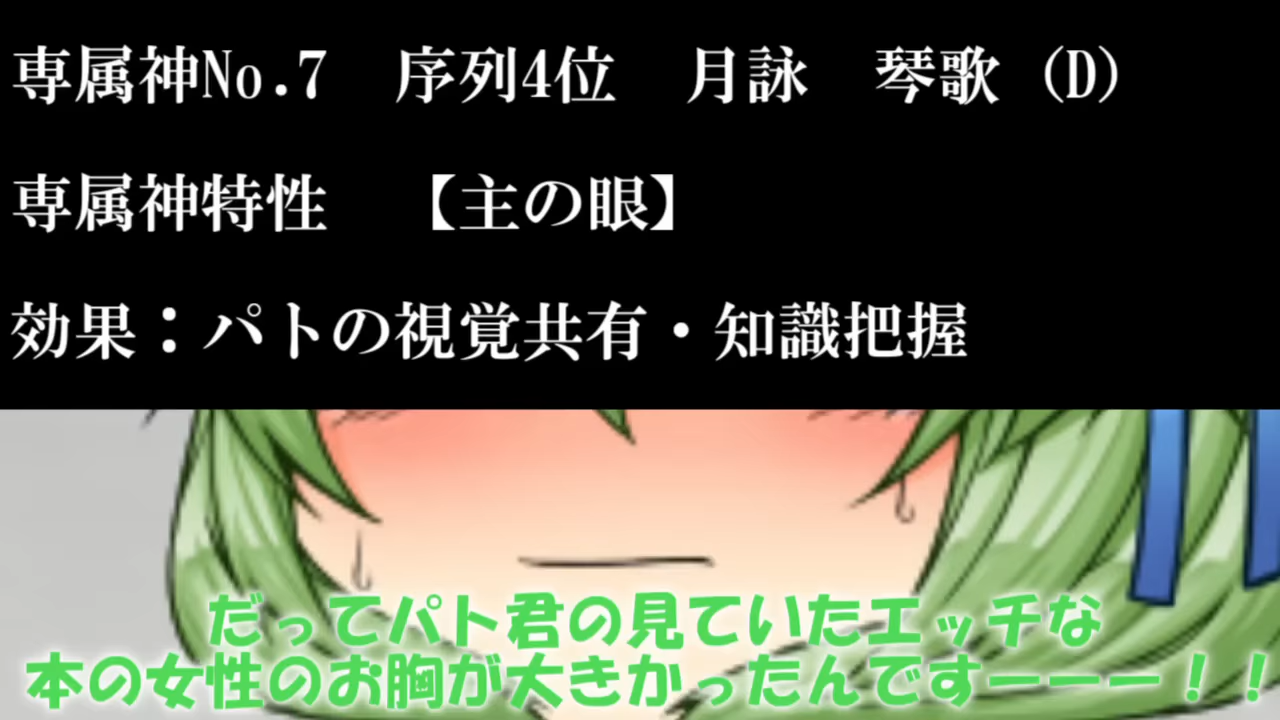 専属神No.7　序列4位　月詠　琴歌（D）
専属神特性　【主の眼】
効果：パトの視覚共有・知識把握
だってパト君の見ていたエッチな
本の女性のお胸が大きかったんですーーー！！